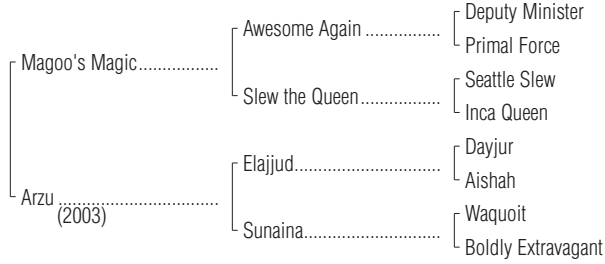 Deputy Minister
Awesome Again ................
Primal Force
Magoo's Magic.................
Seattle Slew
Slew the Queen.................
Inca Queen
Dayjur
Elajjud..............................
Aishah
Arzu ..................................
(2003)
Waquoit
Sunaina.............................
Boldly Extravagant